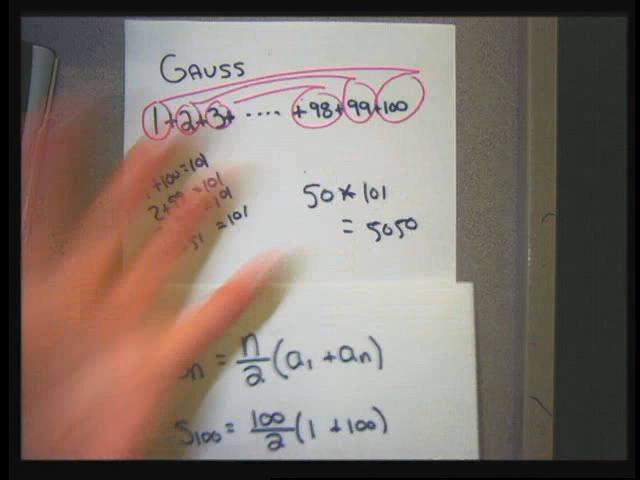 GAUSS
1+2+3+ ···· +98+99+100
+100=101
2+99=101
=101
51 =101
50*101
= 5050
n = n/2 (a₁ + an)
S₁₀₀ = 100/2 (1 + 100)